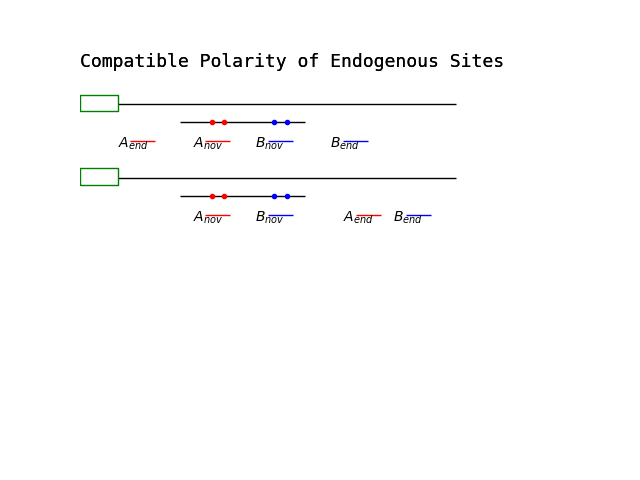 Compatible Polarity of Endogenous Sites
A_end A_nov B_nov B_end
A_nov B_nov A_end B_end